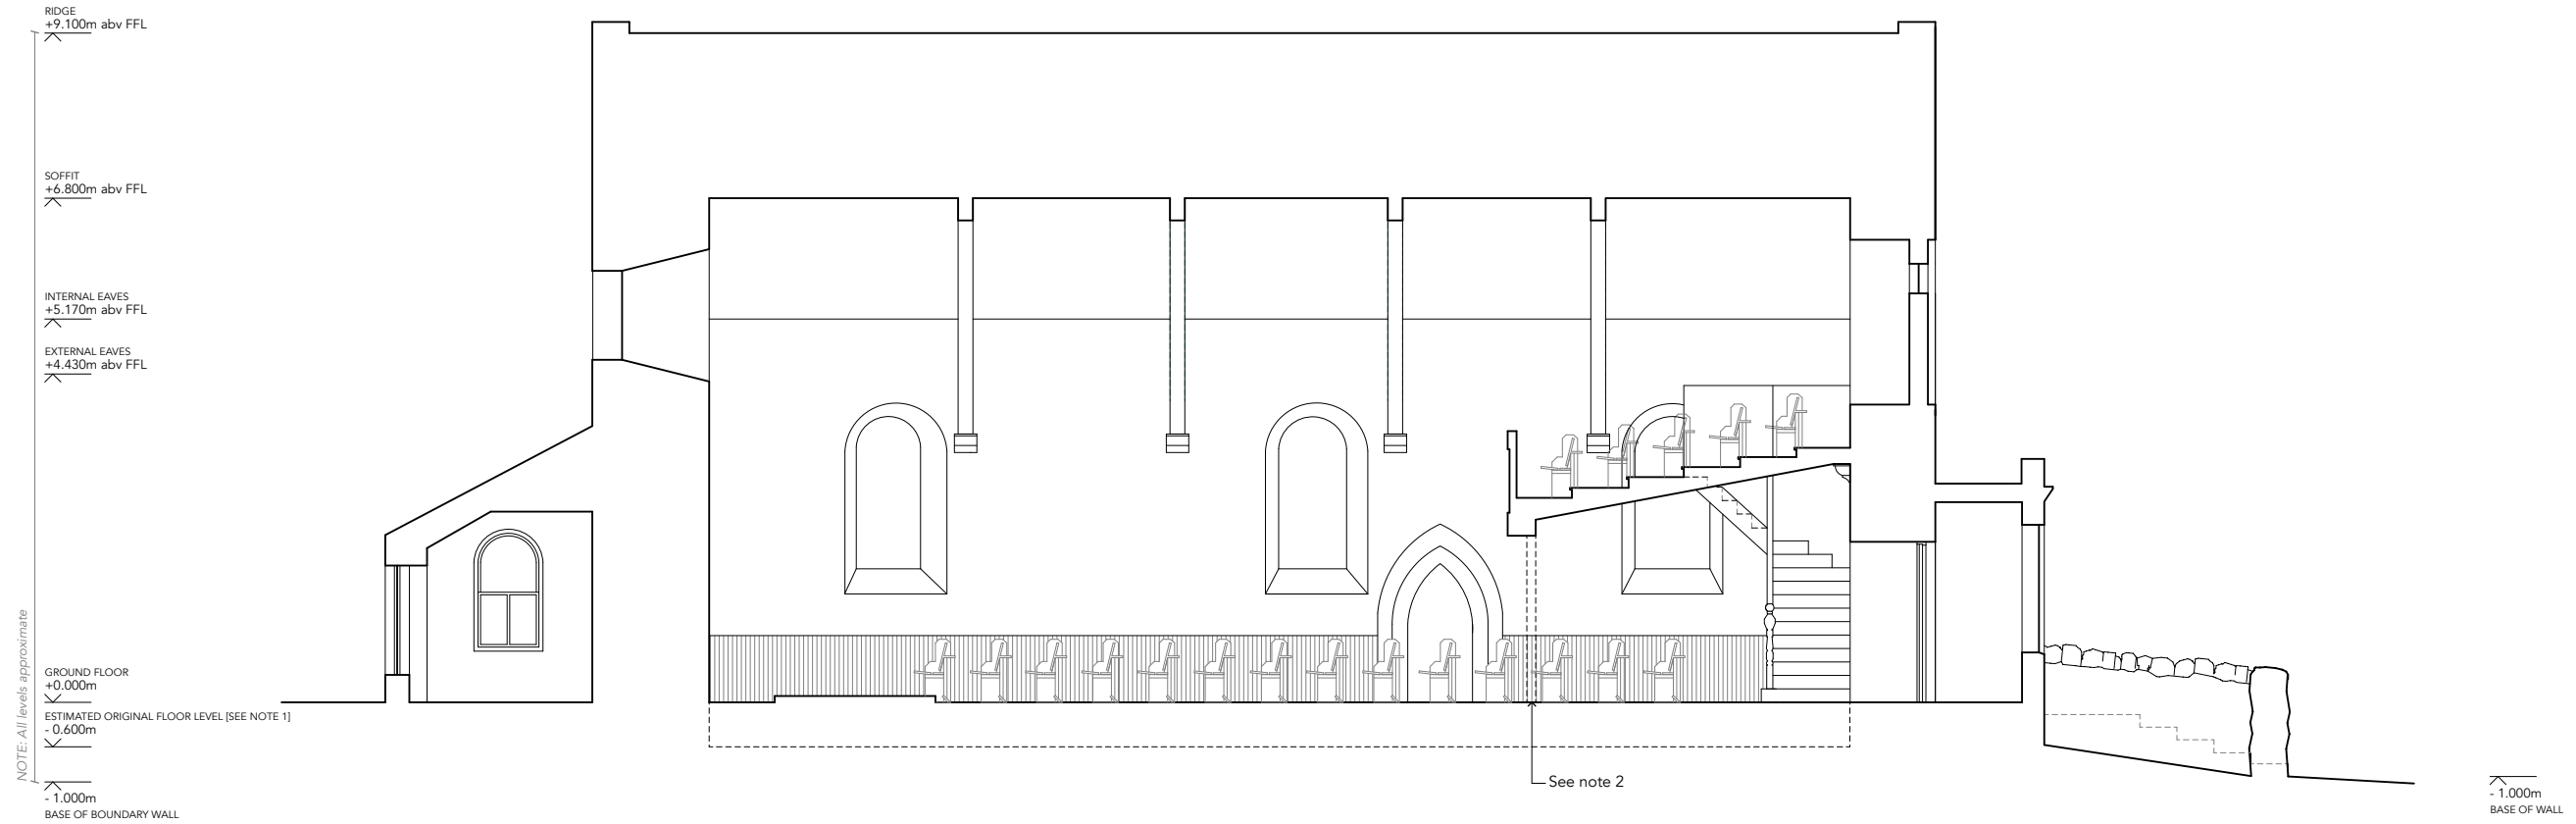 RIDGE
+9.100m abv FFL
SOFFIT
+6.800m abv FFL
INTERNAL EAVES
+5.170m abv FFL
EXTERNAL EAVES
+4.430m abv FFL
GROUND FLOOR
+0.000m
ESTIMATED ORIGINAL FLOOR LEVEL [SEE NOTE 1]
- 0.600m
- 1.000m
BASE OF BOUNDARY WALL
NOTE: All levels approximate
See note 2
- 1.000m
BASE OF WALL